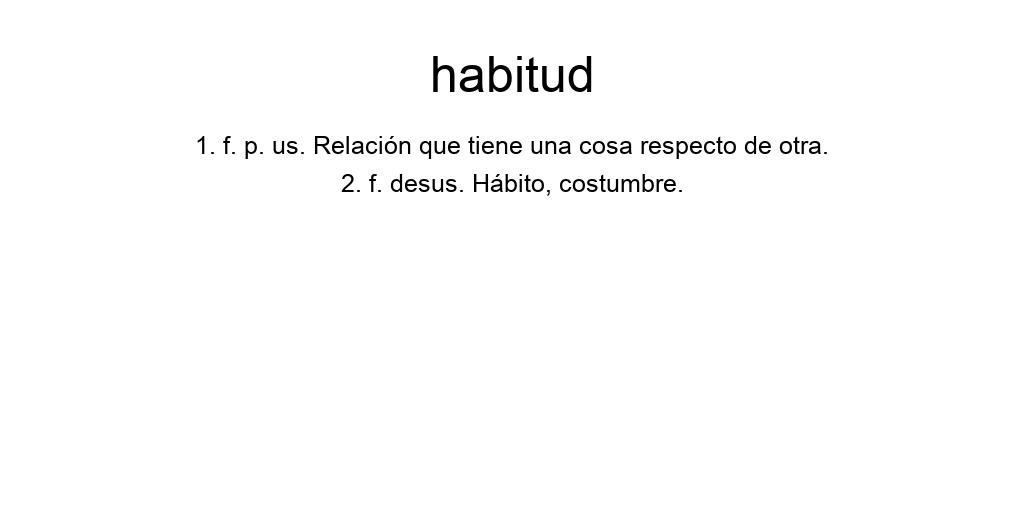 habitud
1. f. p. us. Relación que tiene una cosa respecto de otra.
2. f. desus. Hábito, costumbre.